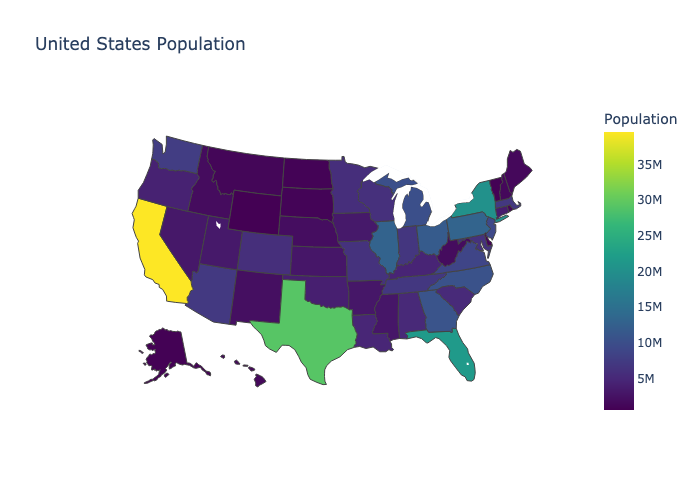 United States Population
Population
35M
30M
25M
20M
15M
10M
5M